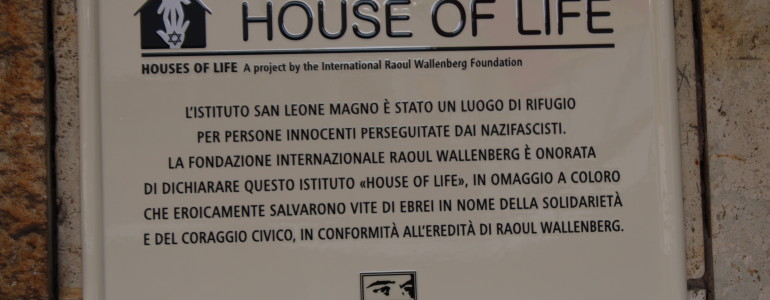 HOUSE OF LIFE
HOUSES OF LIFE A project by the International Raoul Wallenberg Foundation
L'ISTITUTO SAN LEONE MAGNO È STATO UN LUOGO DI RIFUGIO
PER PERSONE INNOCENTI PERSEGUITATE DAI NAZIFASCISTI.
LA FONDAZIONE INTERNAZIONALE RAOUL WALLENBERG È ONORATA
DI DICHIARARE QUESTO ISTITUTO «HOUSE OF LIFE», IN OMAGGIO A COLORO
CHE EROICAMENTE SALVARONO VITE DI EBREI IN NOME DELLA SOLIDARIETÀ
E DEL CORAGGIO CIVICO, IN CONFORMITÀ ALL'EREDITÀ DI RAOUL WALLENBERG.